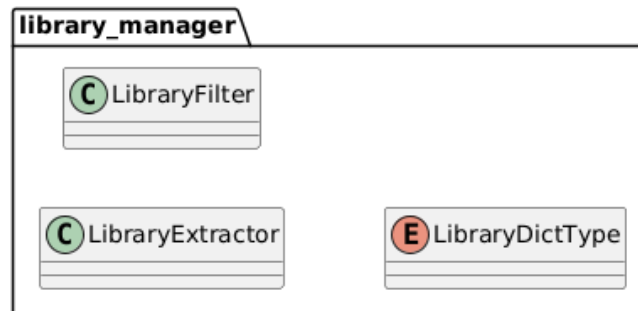 library_manager
C LibraryFilter
C LibraryExtractor
E LibraryDictType